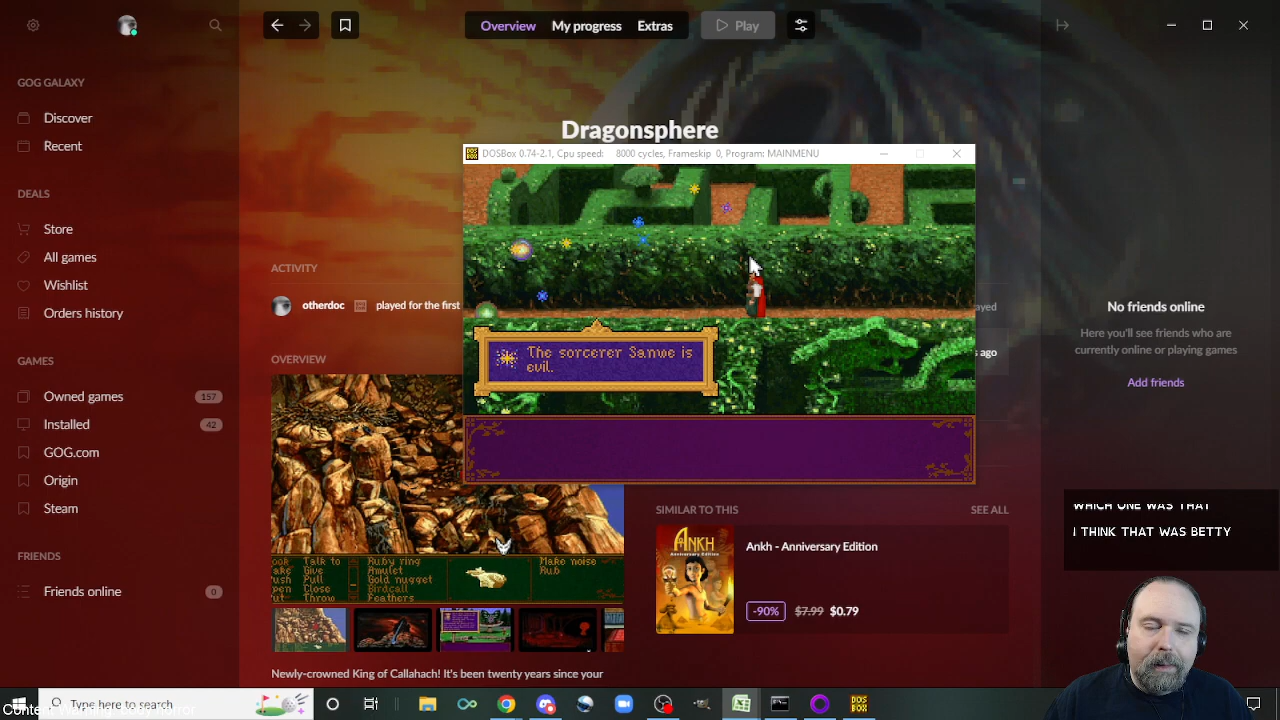 Overview
My progress
Extras
Play
GOG GALAXY
Discover
Recent
DEALS
Store
All games
Wishlist
Orders history
GAMES
Owned games 157
Installed 42
GOG.com
Origin
Steam
FRIENDS
Friends online 0
Dragonsphere
DOSBox 0.74-2.1, Cpu speed: 8000 cycles, Frameskip 0, Program: MAINMENU
The sorcerer Sanwe is
evil.
ACTIVITY
otherdoc played for the first
ayed
s ago
OVERVIEW
Talk to
Give
Pull
Close
Throw
Ruby ring
Amulet
Gold nugget
Birdcall
Feathers
Make noise
Rub
Newly-crowned King of Callahach! It's been twenty years since your
SIMILAR TO THIS
SEE ALL
ANKH
Ankh - Anniversary Edition
-90% $7.99 $0.79
No friends online
Here you'll see friends who are
currently online or playing games
Add friends
WHICH ONE WAS THAT
I THINK THAT WAS BETTY
Type here to search
DOS
BOX